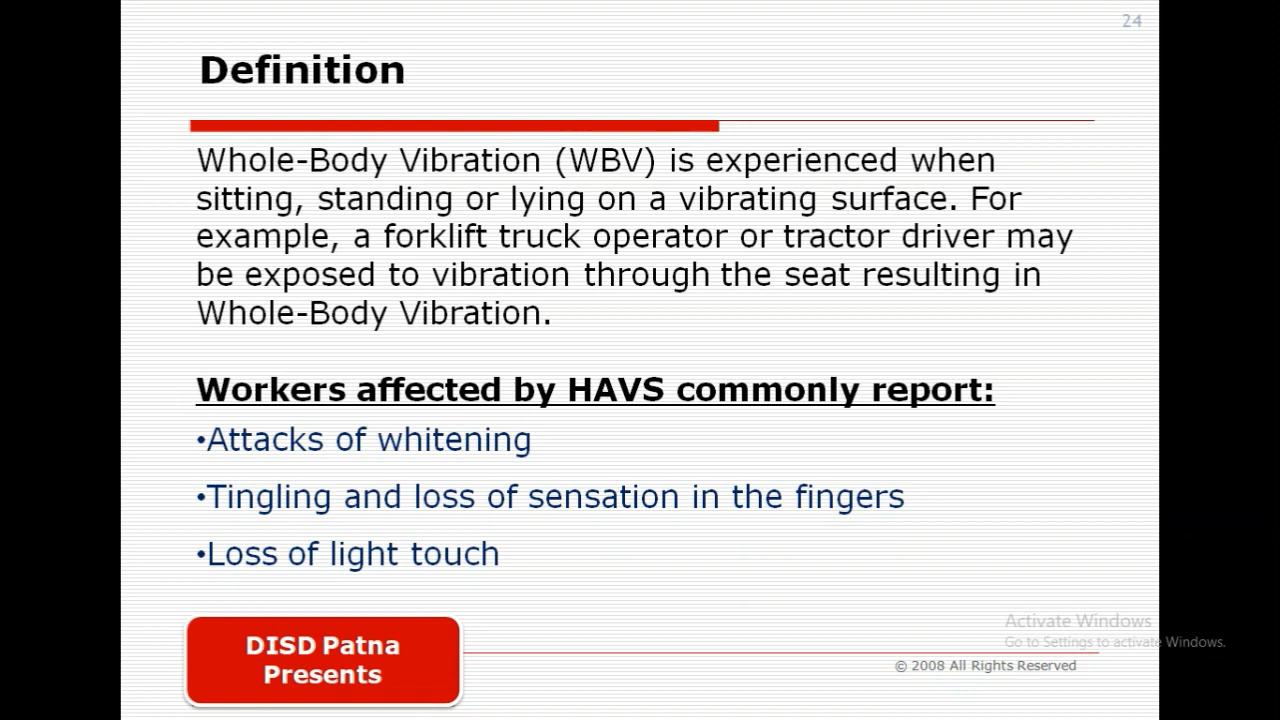 24
Definition
Whole-Body Vibration (WBV) is experienced when
sitting, standing or lying on a vibrating surface. For
example, a forklift truck operator or tractor driver may
be exposed to vibration through the seat resulting in
Whole-Body Vibration.
Workers affected by HAVS commonly report:
•Attacks of whitening
•Tingling and loss of sensation in the fingers
•Loss of light touch
DISD Patna
Presents
Activate Windows
Go to Settings to activate Windows.
© 2008 All Rights Reserved